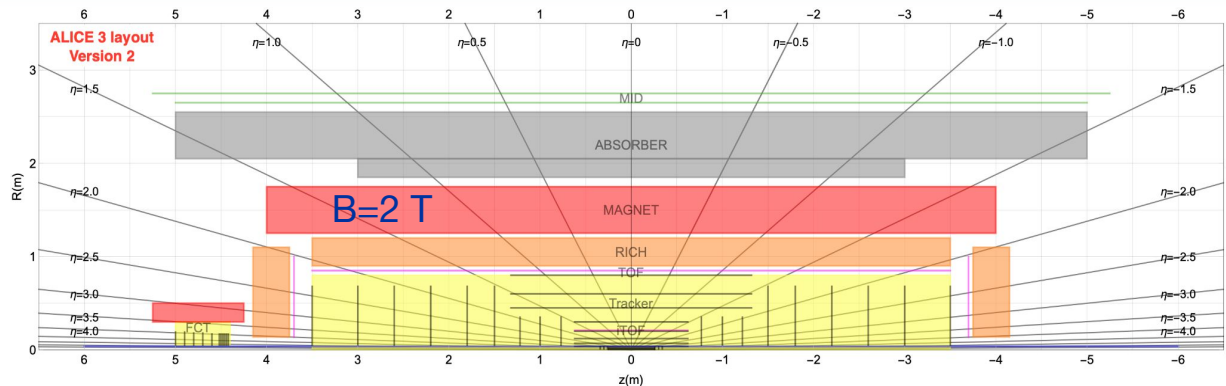 6 5 4 3 2 1 0 −1 −2 −3 −4 −5 −6
ALICE 3 layout
Version 2
η=1.0 η=0.5 η=0 η=−0.5 η=−1.0
3
η=1.5 MID η=−1.5
ABSORBER
2
η=2.0 B=2 T MAGNET η=−2.0
R(m)
RICH
1
η=2.5 TOF η=−2.5
η=3.0 Tracker η=−3.0
η=3.5 FCT iTOF η=−3.5
η=4.0 η=−4.0
0
6 5 4 3 2 1 0 −1 −2 −3 −4 −5 −6
z(m)